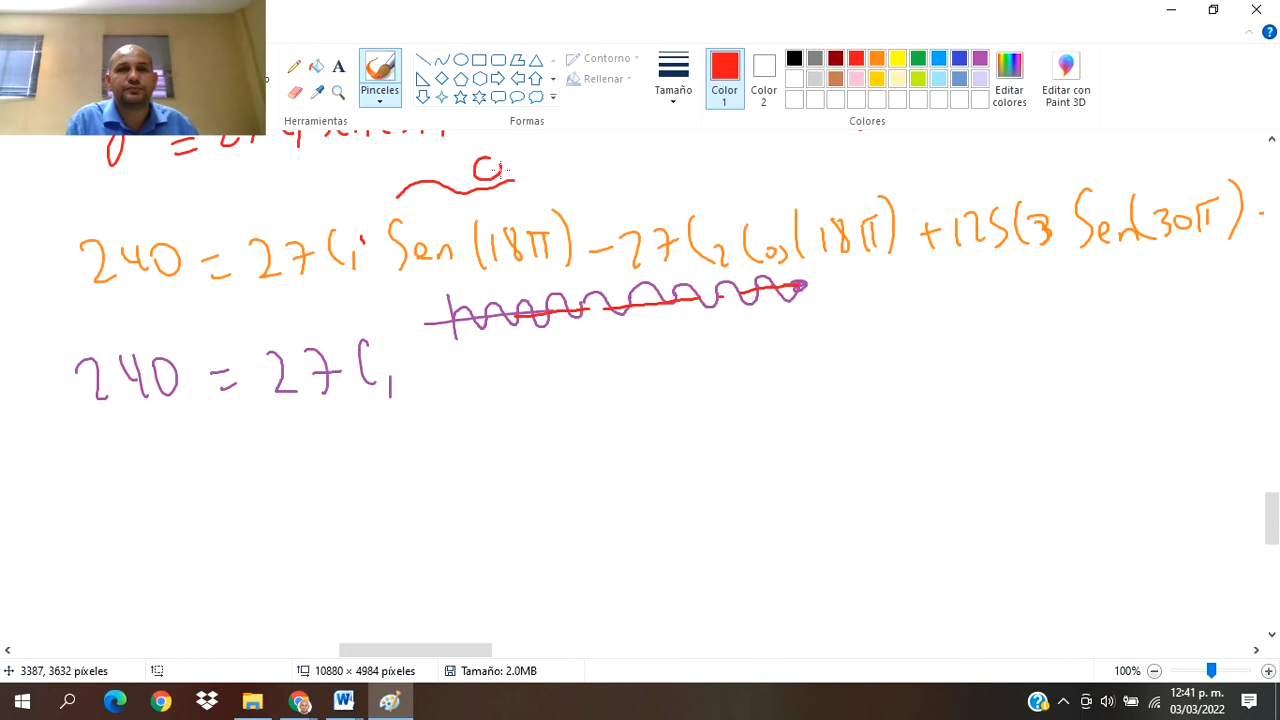 Contorno
Rellenar
Pinceles
Tamaño
Color 1
Color 2
Editar colores
Editar con Paint 3D
Herramientas
Formas
Colores
0
240 = 27C₁ Sen(18π) - 27C₂ Cos(18π) + 125C3 Sen(30π) -
240 = 27C₁
3387, 3632 píxeles
10880 × 4984 píxeles
Tamaño: 2.0MB
100%
12:41 p. m.
03/03/2022